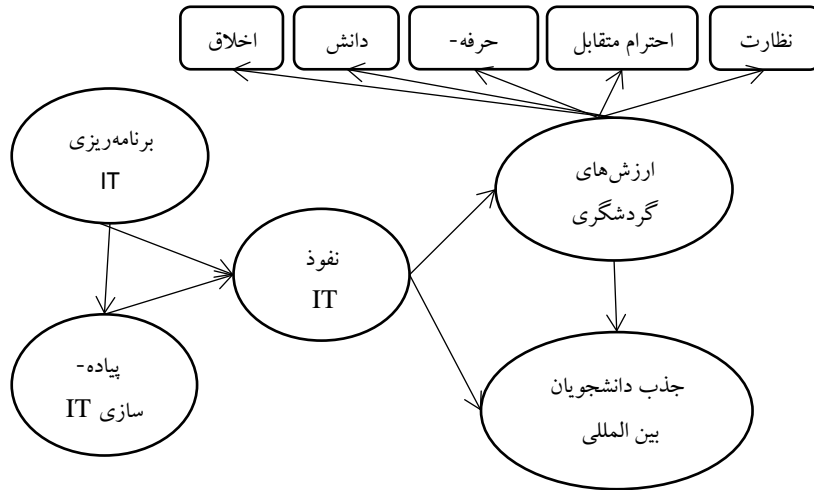 نظارت
احترام متقابل
حرفه-
دانش
اخلاق
برنامه‌ریزی
IT
ارزش‌های
گردشگری
نفوذ
IT
پیاده-
سازی IT
جذب دانشجویان
بین المللی